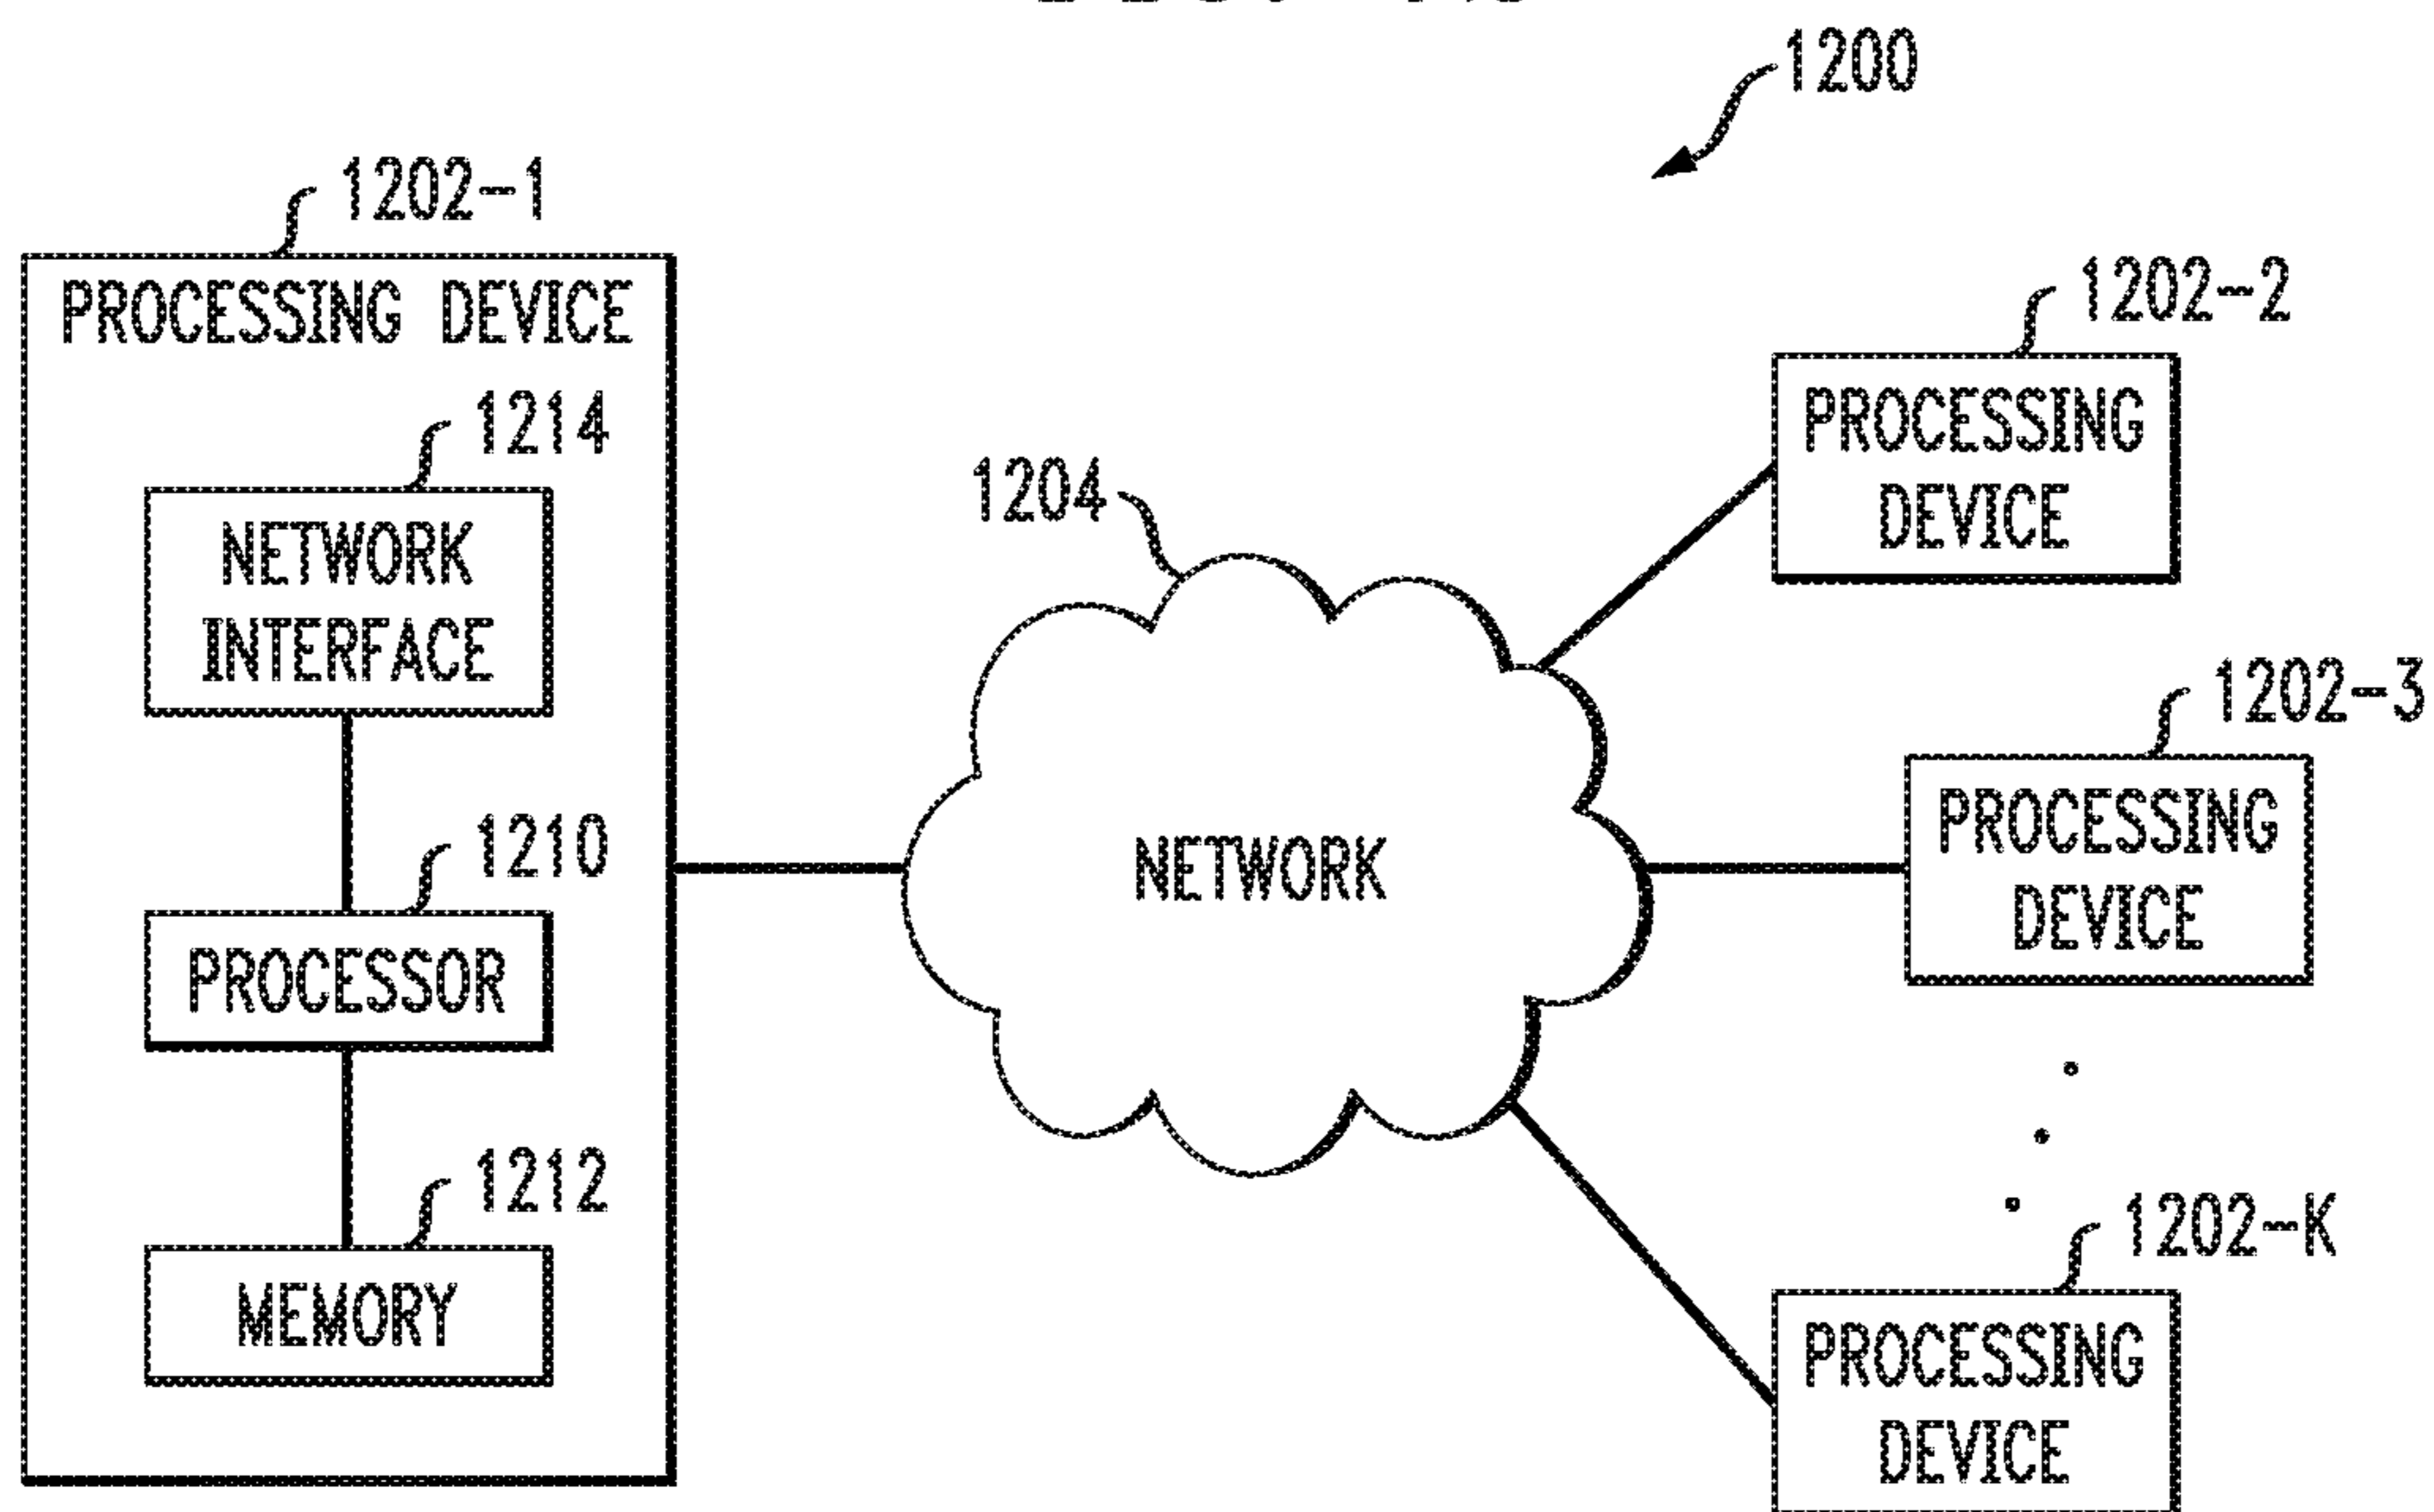 1200
1202-1
PROCESSING DEVICE
1214
NETWORK
INTERFACE
1210
PROCESSOR
1212
MEMORY
1204
NETWORK
1202-2
PROCESSING
DEVICE
1202-3
PROCESSING
DEVICE
1202-K
PROCESSING
DEVICE